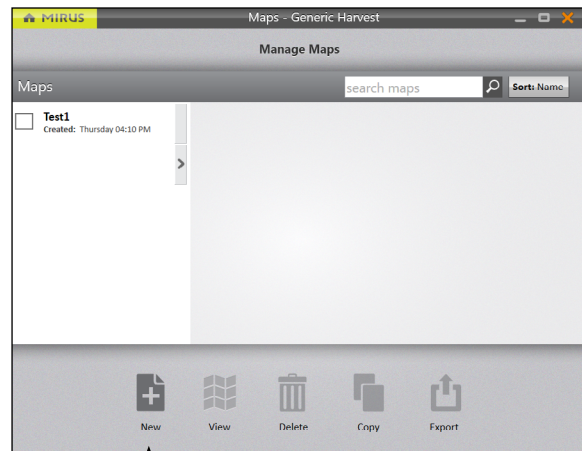 MIRUS
Maps - Generic Harvest
Manage Maps
Maps
search maps
Sort: Name
Test1
Created: Thursday 04:10 PM
New
View
Delete
Copy
Export